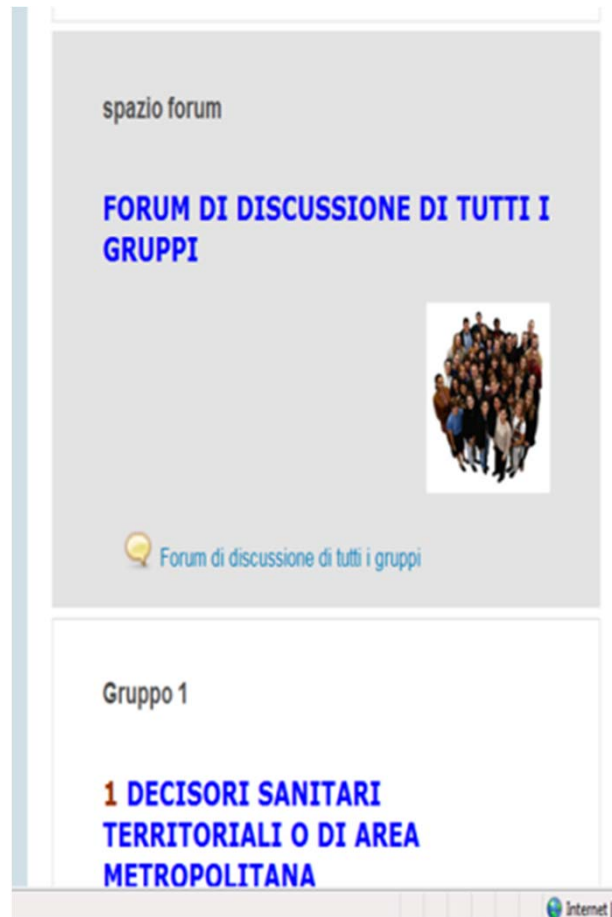 spazio forum
FORUM DI DISCUSSIONE DI TUTTI I
GRUPPI
Forum di discussione di tutti i gruppi
Gruppo 1
1 DECISORI SANITARI
TERRITORIALI O DI AREA
METROPOLITANA
Internet